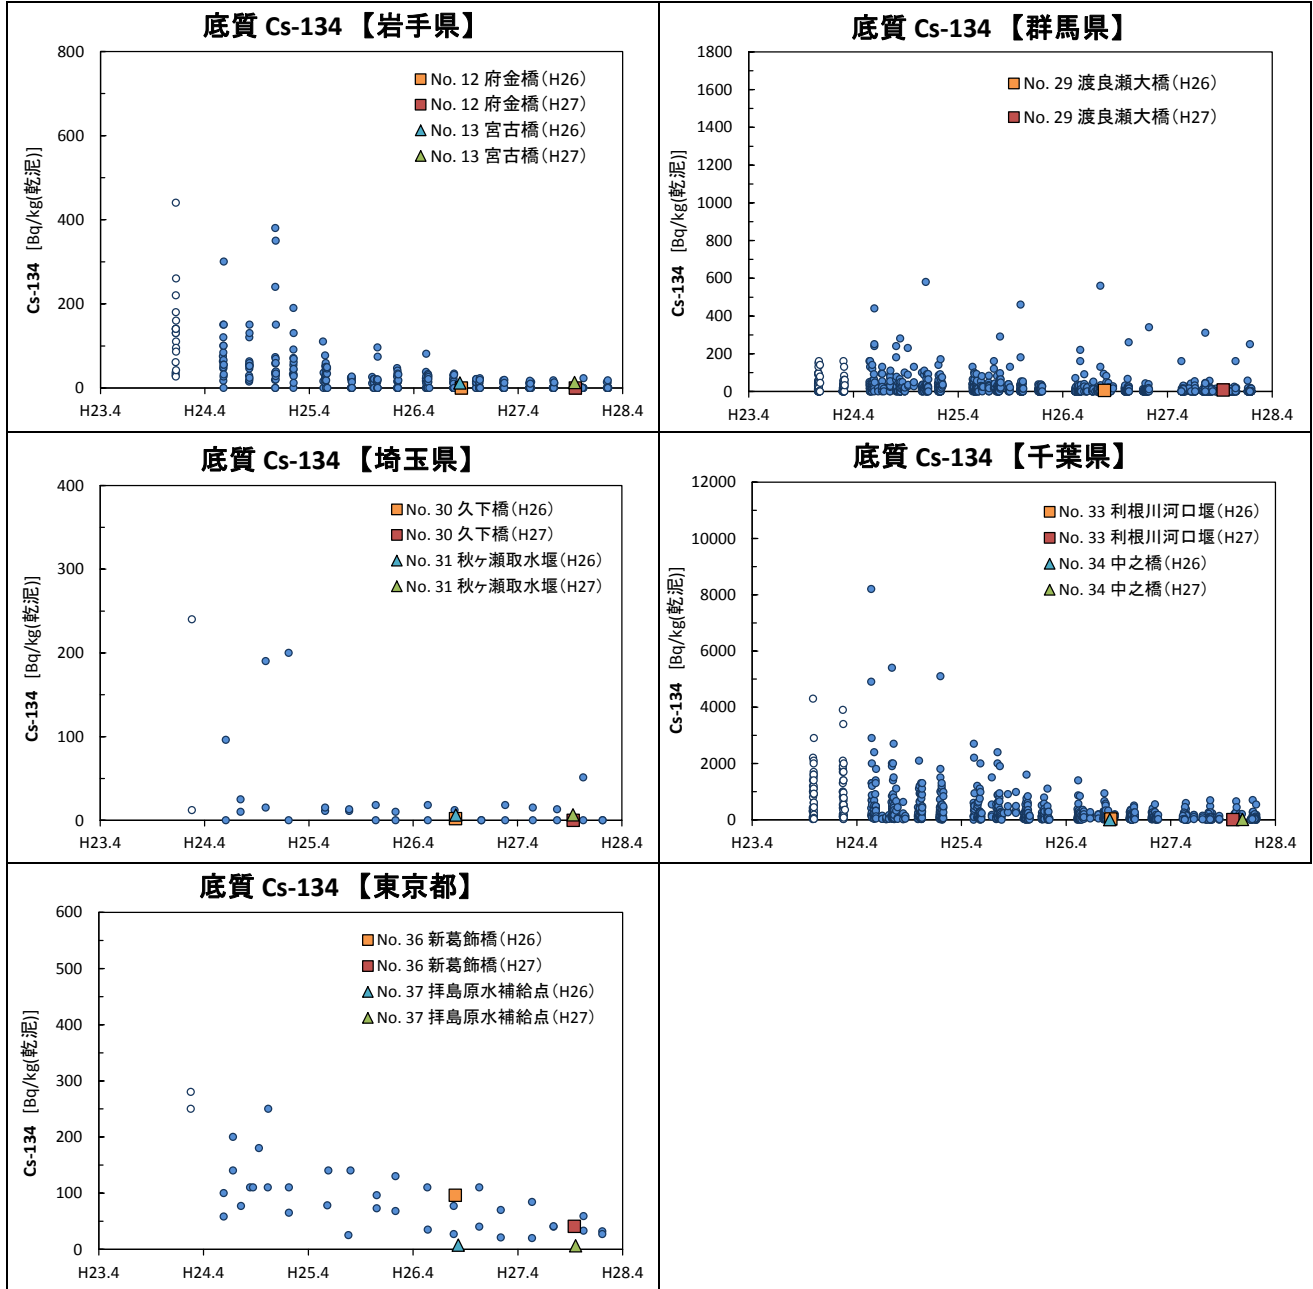 底質 Cs-134 【岩手県】
800
600
400
200
0
Cs-134 [Bq/kg(乾泥)]
H23.4 H24.4 H25.4 H26.4 H27.4 H28.4
No. 12 府金橋(H26)
No. 12 府金橋(H27)
No. 13 宮古橋(H26)
No. 13 宮古橋(H27)
底質 Cs-134 【群馬県】
1800
1600
1400
1200
1000
800
600
400
200
0
Cs-134 [Bq/kg(乾泥)]
H23.4 H24.4 H25.4 H26.4 H27.4 H28.4
No. 29 渡良瀬大橋(H26)
No. 29 渡良瀬大橋(H27)
底質 Cs-134 【埼玉県】
400
300
200
100
0
Cs-134 [Bq/kg(乾泥)]
H23.4 H24.4 H25.4 H26.4 H27.4 H28.4
No. 30 久下橋(H26)
No. 30 久下橋(H27)
No. 31 秋ヶ瀬取水堰(H26)
No. 31 秋ヶ瀬取水堰(H27)
底質 Cs-134 【千葉県】
12000
10000
8000
6000
4000
2000
0
Cs-134 [Bq/kg(乾泥)]
H23.4 H24.4 H25.4 H26.4 H27.4 H28.4
No. 33 利根川河口堰(H26)
No. 33 利根川河口堰(H27)
No. 34 中之橋(H26)
No. 34 中之橋(H27)
底質 Cs-134 【東京都】
600
500
400
300
200
100
0
Cs-134 [Bq/kg(乾泥)]
H23.4 H24.4 H25.4 H26.4 H27.4 H28.4
No. 36 新葛飾橋(H26)
No. 36 新葛飾橋(H27)
No. 37 拝島原水補給点(H26)
No. 37 拝島原水補給点(H27)